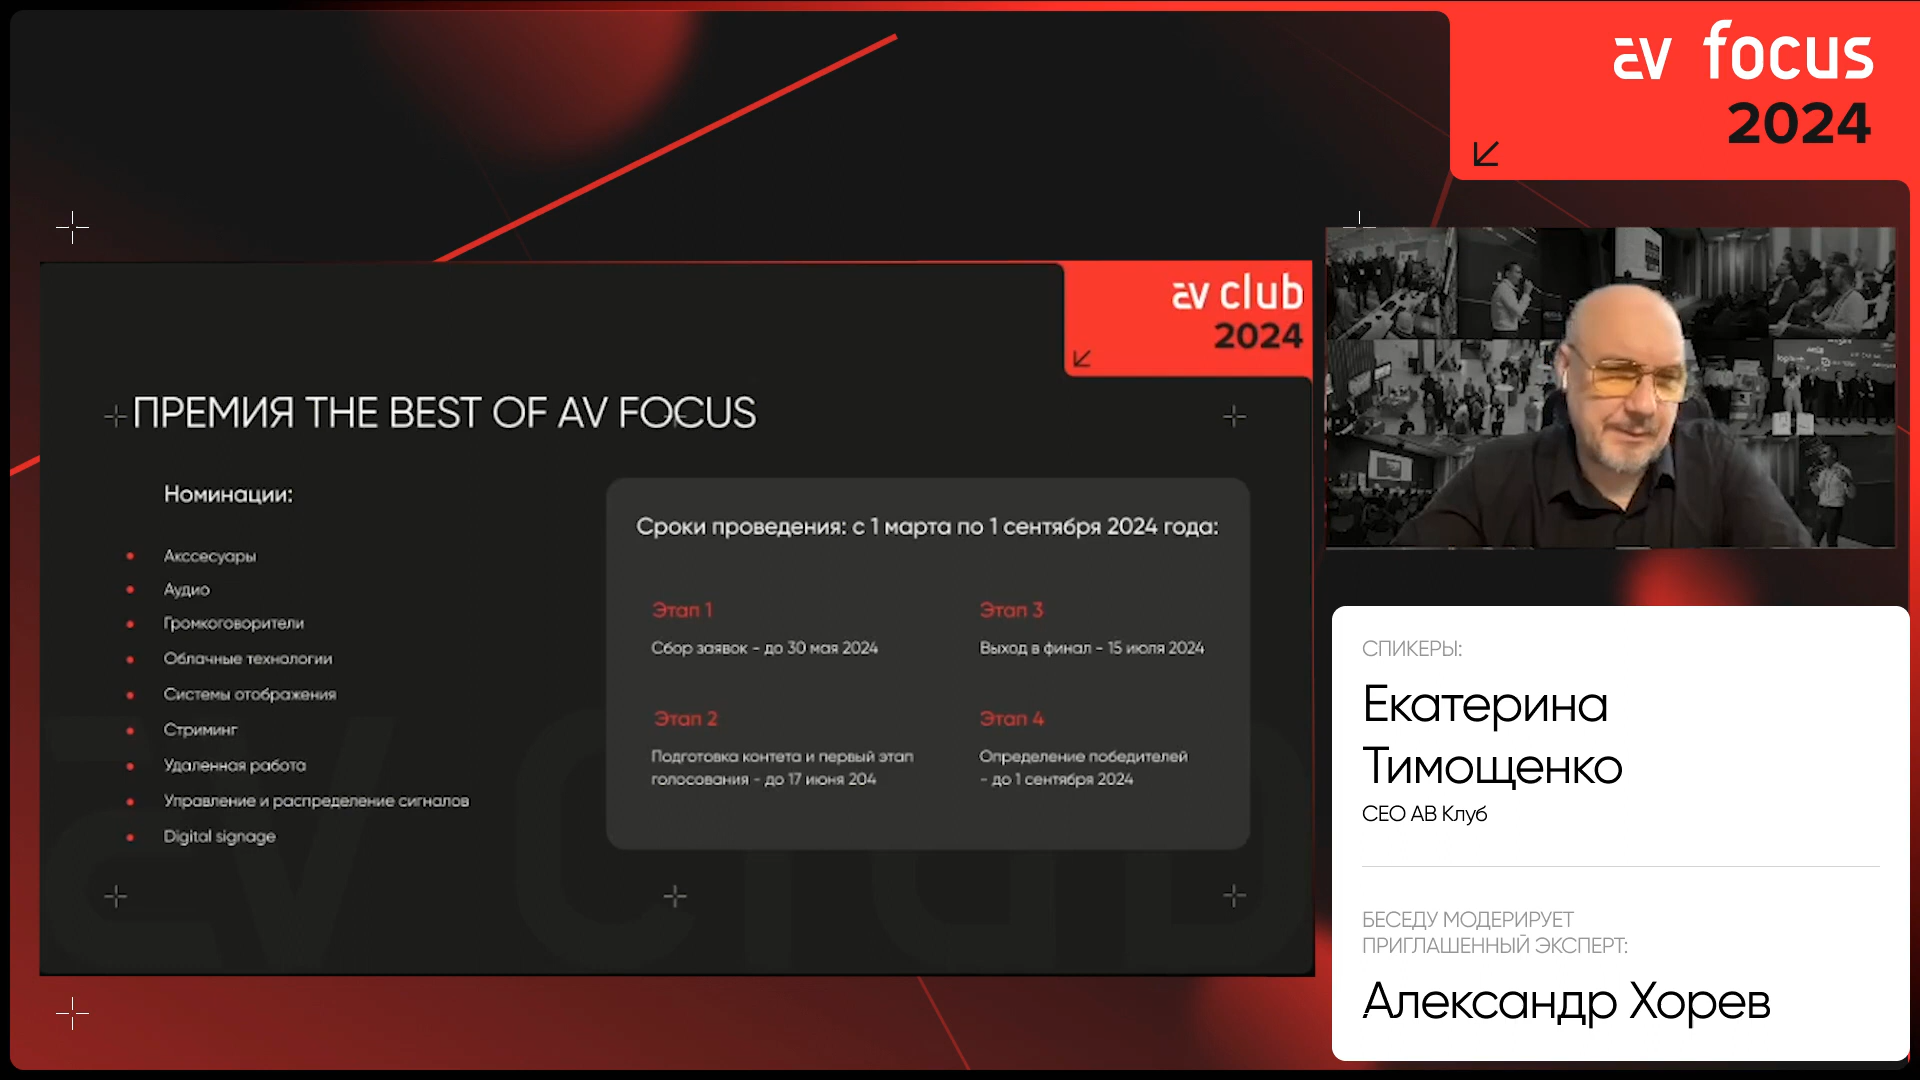 av focus
2024
av club
2024
ПРЕМИЯ THE BEST OF AV FOCUS
Номинации:
Акссесуары
Аудио
Громкоговорители
Облачные технологии
Системы отображения
Стриминг
Удаленная работа
Управление и распределение сигналов
Digital signage
Сроки проведения: с 1 марта по 1 сентября 2024 года:
Этап 1
Сбор заявок - до 30 мая 2024
Этап 2
Подготовка контета и первый этап
голосования - до 17 июня 204
Этап 3
Выход в финал - 15 июля 2024
Этап 4
Определение победителей
- до 1 сентября 2024
СПИКЕРЫ:
Екатерина
Тимощенко
CEO АВ Клуб
БЕСЕДУ МОДЕРИРУЕТ
ПРИГЛАШЕННЫЙ ЭКСПЕРТ:
Александр Хорев